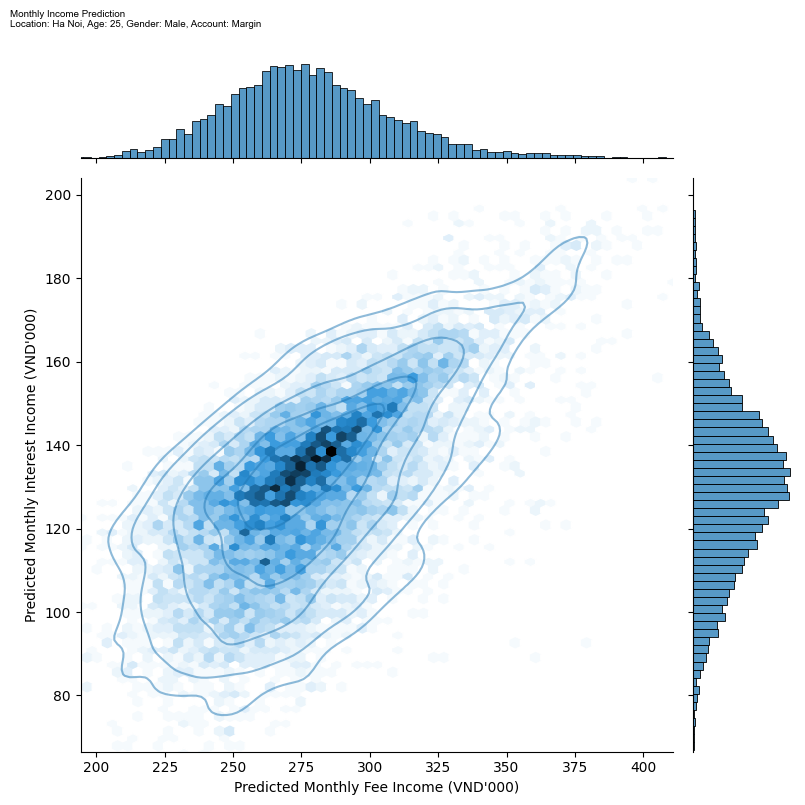 Monthly Income Prediction
Location: Ha Noi, Age: 25, Gender: Male, Account: Margin
200
180
160
140
120
100
80
Predicted Monthly Interest Income (VND'000)
200 225 250 275 300 325 350 375 400
Predicted Monthly Fee Income (VND'000)